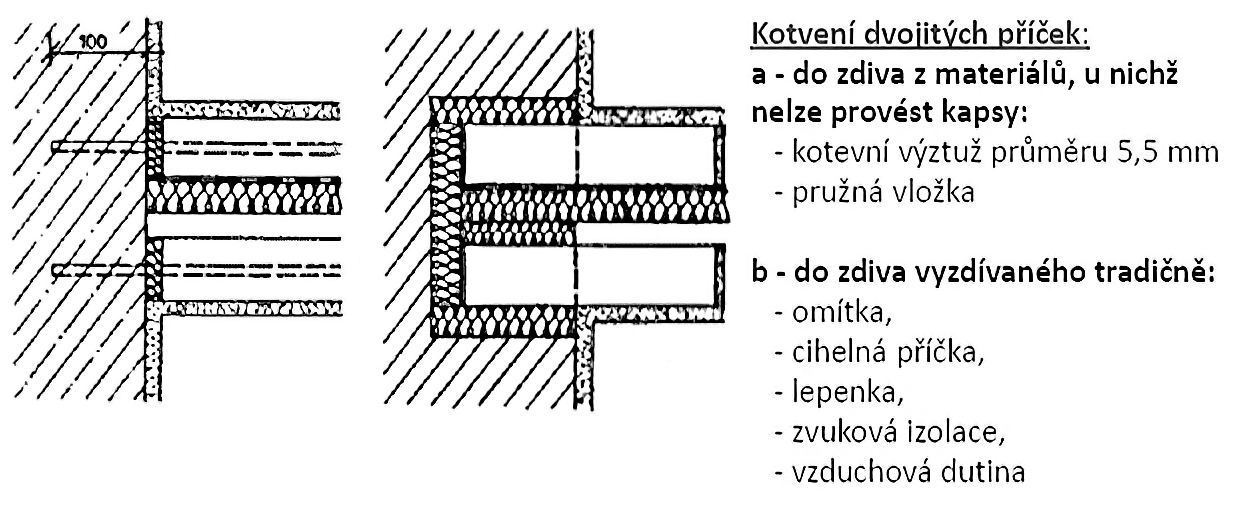 100
Kotvení dvojitých příček:
a - do zdiva z materiálů, u nichž
nelze provést kapsy:
- kotevní výztuž průměru 5,5 mm
- pružná vložka
b - do zdiva vyzdívaného tradičně:
- omítka,
- cihelná příčka,
- lepenka,
- zvuková izolace,
- vzduchová dutina